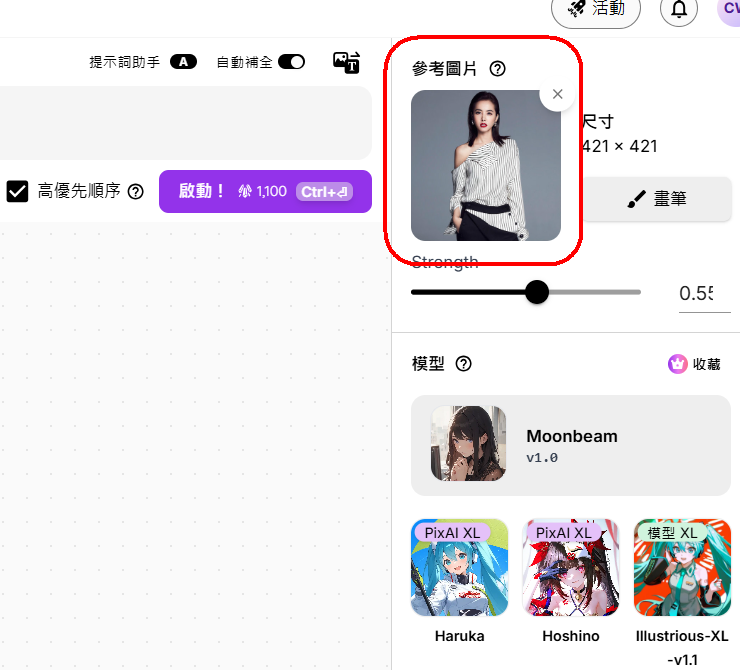 活動
CW
提示詞助手 A
自動補全
T
高優先順序
啟動！ 1,100 Ctrl+⏎
參考圖片
尺寸
421 × 421
畫筆
Strength
0.55
模型
收藏
Moonbeam
v1.0
PixAI XL
PixAI XL
模型 XL
Haruka
Hoshino
Illustrious-XL
-v1.1